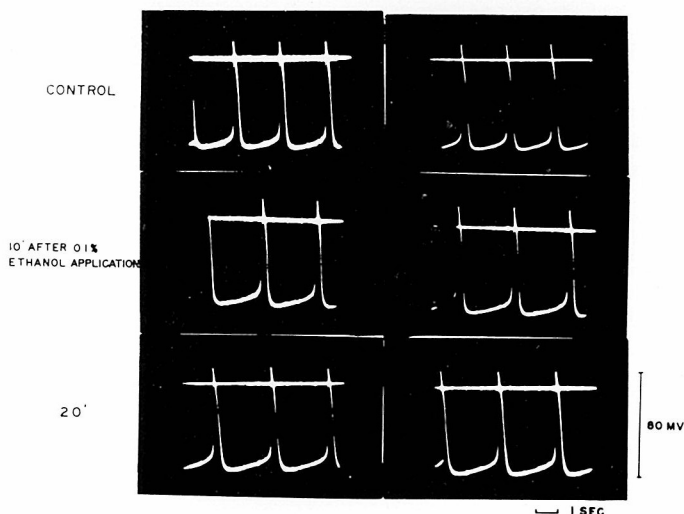 CONTROL
10' AFTER 0.1%
ETHANOL APPLICATION
20'
80 MV
1 SEC